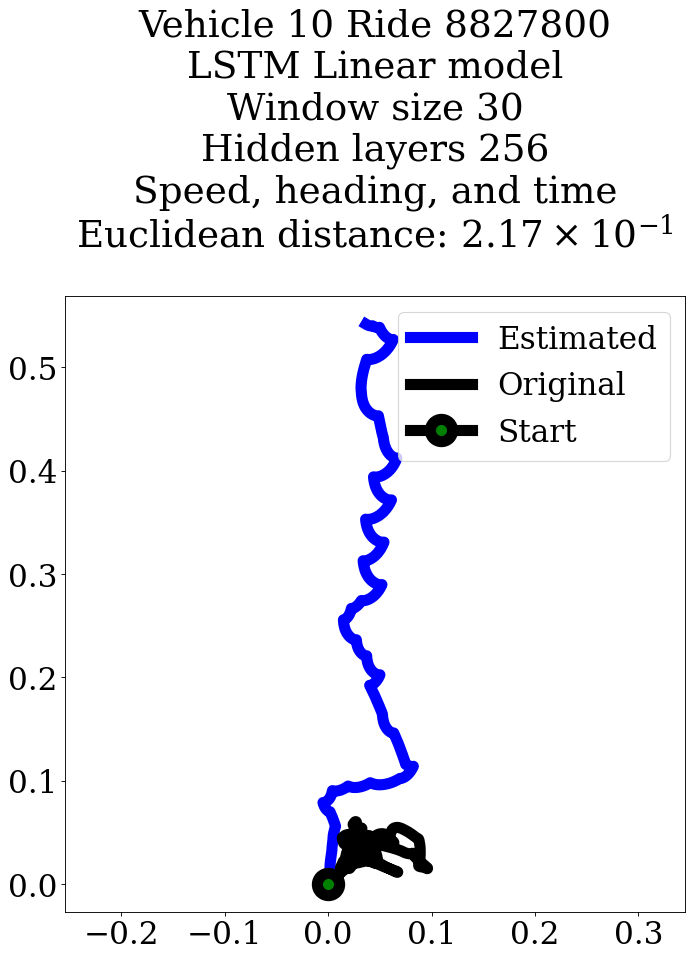 Vehicle 10 Ride 8827800
LSTM Linear model
Window size 30
Hidden layers 256
Speed, heading, and time
Euclidean distance: 2.17 × 10⁻¹
Estimated
Original
Start
0.5
0.4
0.3
0.2
0.1
0.0
−0.2 −0.1 0.0 0.1 0.2 0.3